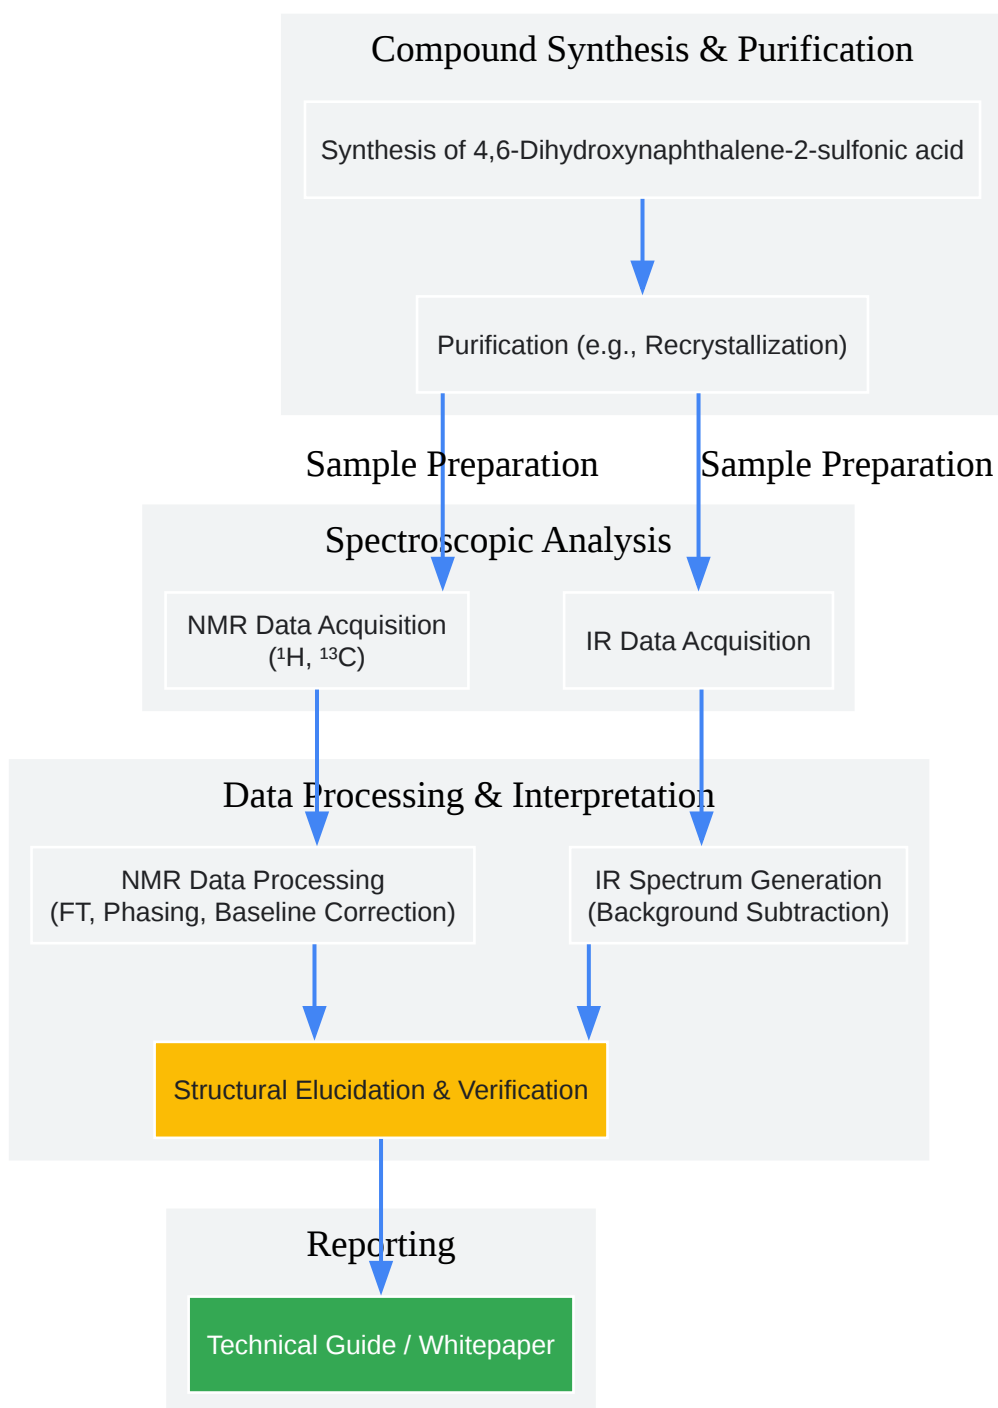 Compound Synthesis & Purification
Synthesis of 4,6-Dihydroxynaphthalene-2-sulfonic acid
Purification (e.g., Recrystallization)
Sample Preparation
Sample Preparation
Spectroscopic Analysis
NMR Data Acquisition
(¹H, ¹³C)
IR Data Acquisition
Data Processing & Interpretation
NMR Data Processing
(FT, Phasing, Baseline Correction)
IR Spectrum Generation
(Background Subtraction)
Structural Elucidation & Verification
Reporting
Technical Guide / Whitepaper